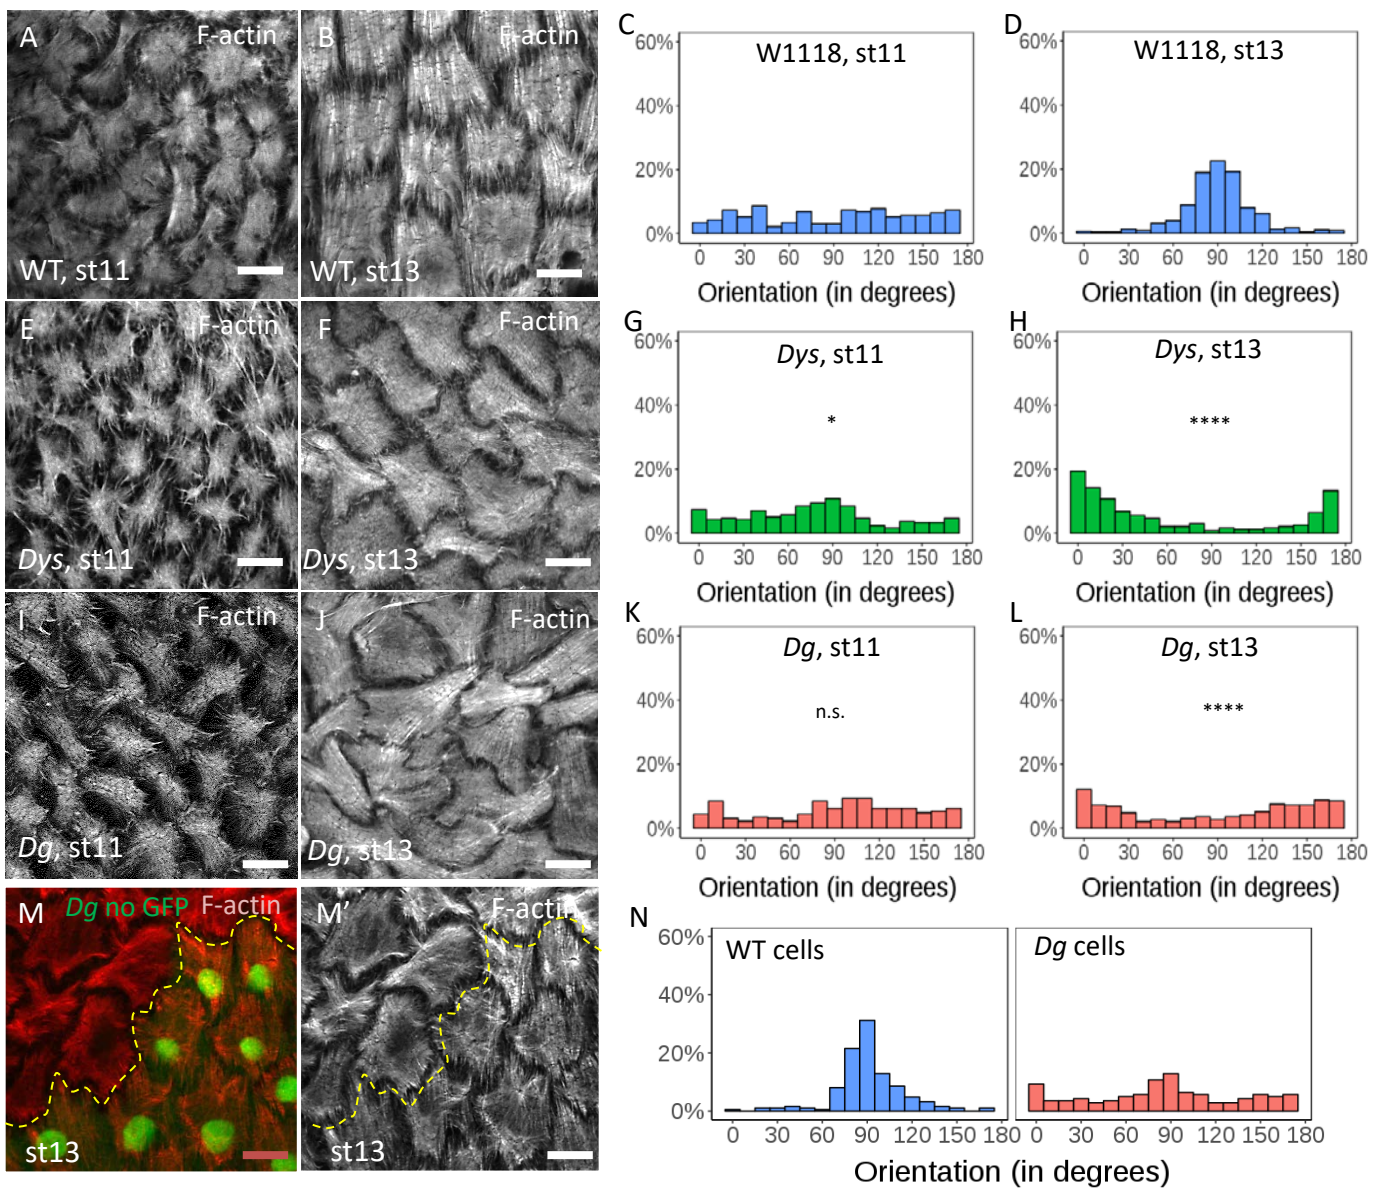 A F-actin
WT, st11
B F-actin
WT, st13
C
W1118, st11
60%
40%
20%
0%
0 30 60 90 120 150 180
Orientation (in degrees)
D
W1118, st13
60%
40%
20%
0%
0 30 60 90 120 150 180
Orientation (in degrees)
E F-actin
Dys, st11
F F-actin
Dys, st13
G
Dys, st11
*
60%
40%
20%
0%
0 30 60 90 120 150 180
Orientation (in degrees)
H
Dys, st13
****
60%
40%
20%
0%
0 30 60 90 120 150 180
Orientation (in degrees)
I F-actin
Dg, st11
J F-actin
Dg, st13
K
Dg, st11
n.s.
60%
40%
20%
0%
0 30 60 90 120 150 180
Orientation (in degrees)
L
Dg, st13
****
60%
40%
20%
0%
0 30 60 90 120 150 180
Orientation (in degrees)
M Dg no GFP F-actin
st13
M' F-actin
st13
N
WT cells
60%
40%
20%
0%
0 30 60 90 120 150 180
Dg cells
0 30 60 90 120 150 180
Orientation (in degrees)